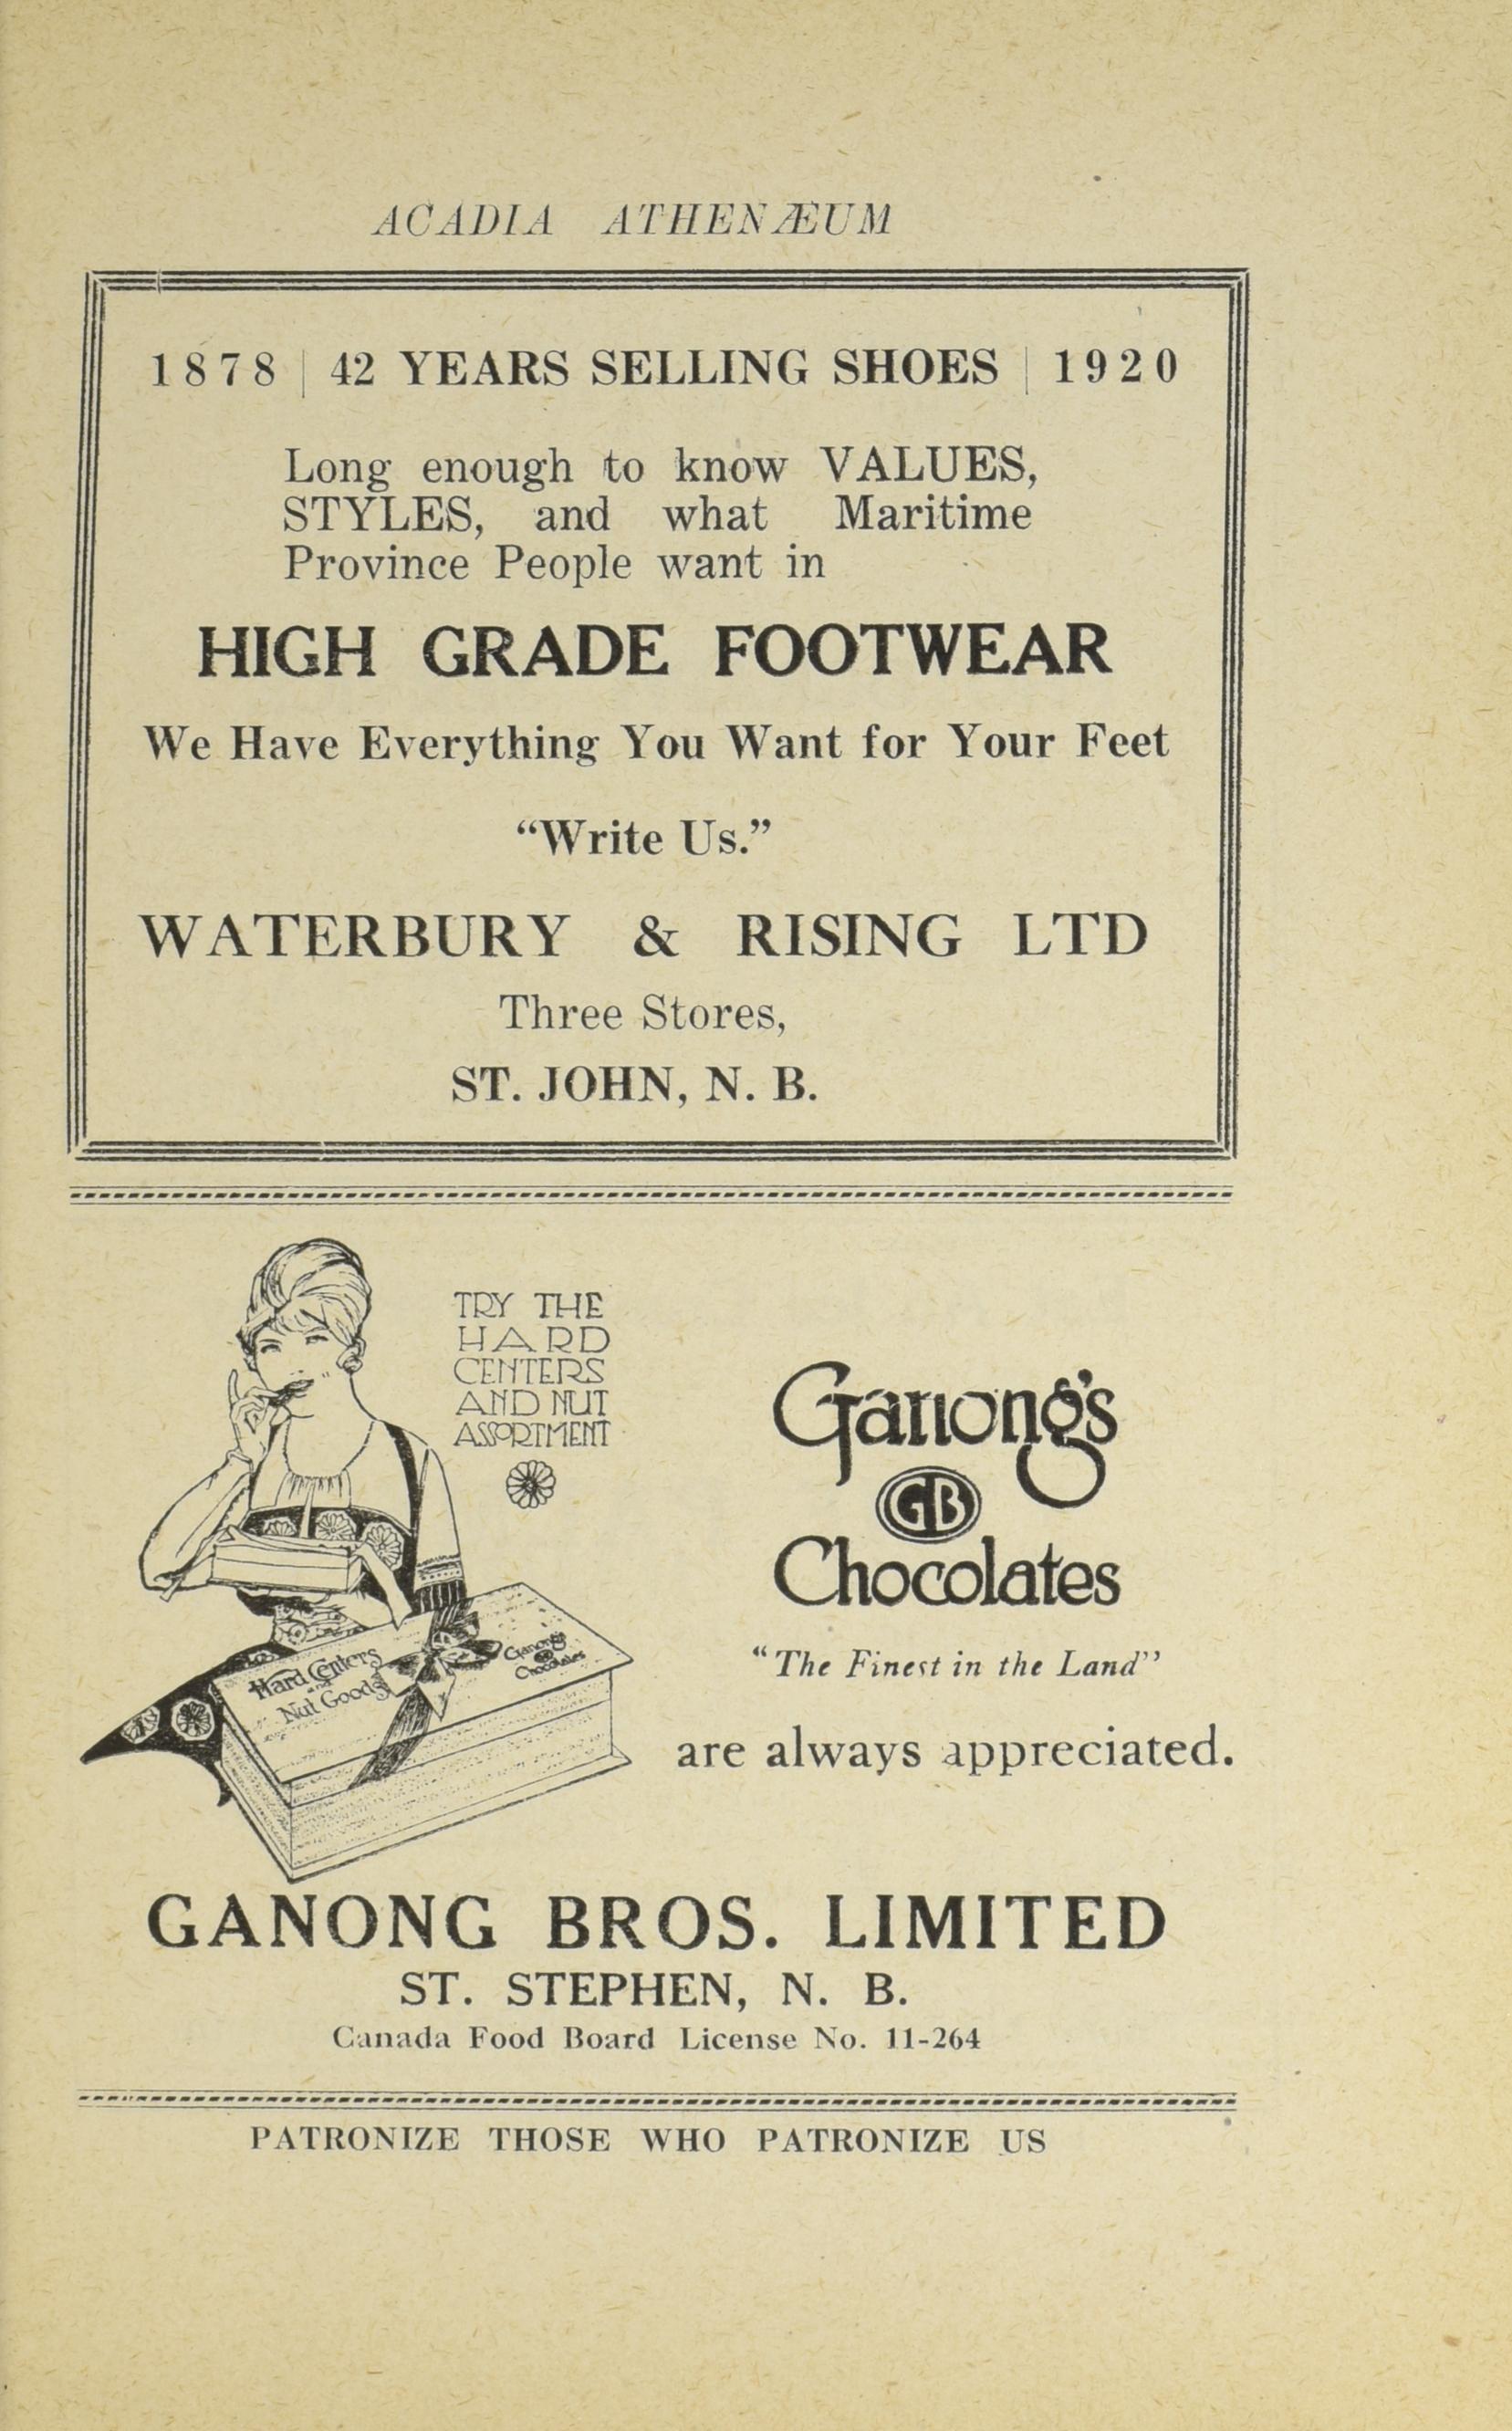 ACADIA ATHENÆUM
1878 | 42 YEARS SELLING SHOES | 1920
Long enough to know VALUES,
STYLES, and what Maritime
Province People want in
HIGH GRADE FOOTWEAR
We Have Everything You Want for Your Feet
“Write Us.”
WATERBURY & RISING LTD
Three Stores,
ST. JOHN, N. B.
TRY THE
HARD
CENTERS
AND NUT
ASSORTMENT
Ganong's
GB
Chocolates
“The Finest in the Land”
are always appreciated.
Hard Centers
and
Nut Goods
Ganong's
GB
Chocolates
GANONG BROS. LIMITED
ST. STEPHEN, N. B.
Canada Food Board License No. 11-264
PATRONIZE THOSE WHO PATRONIZE US